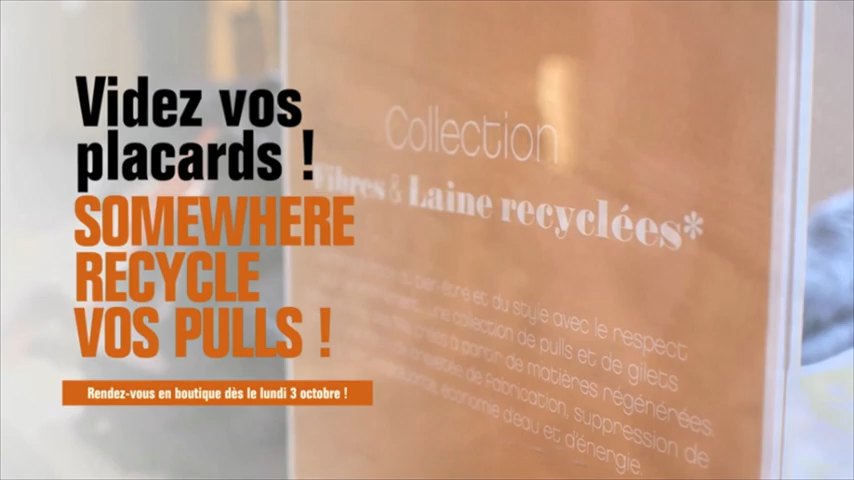 Videz vos
placards !
SOMEWHERE
RECYCLE
VOS PULLS !
Rendez-vous en boutique dès le lundi 3 octobre !
Collection
Fibres & Laine recyclées*
et du style avec le respect
une collection de pulls et de gilets
à partir de matières régénérées
de fabrication, suppression de
économie d'eau et d'énergie.